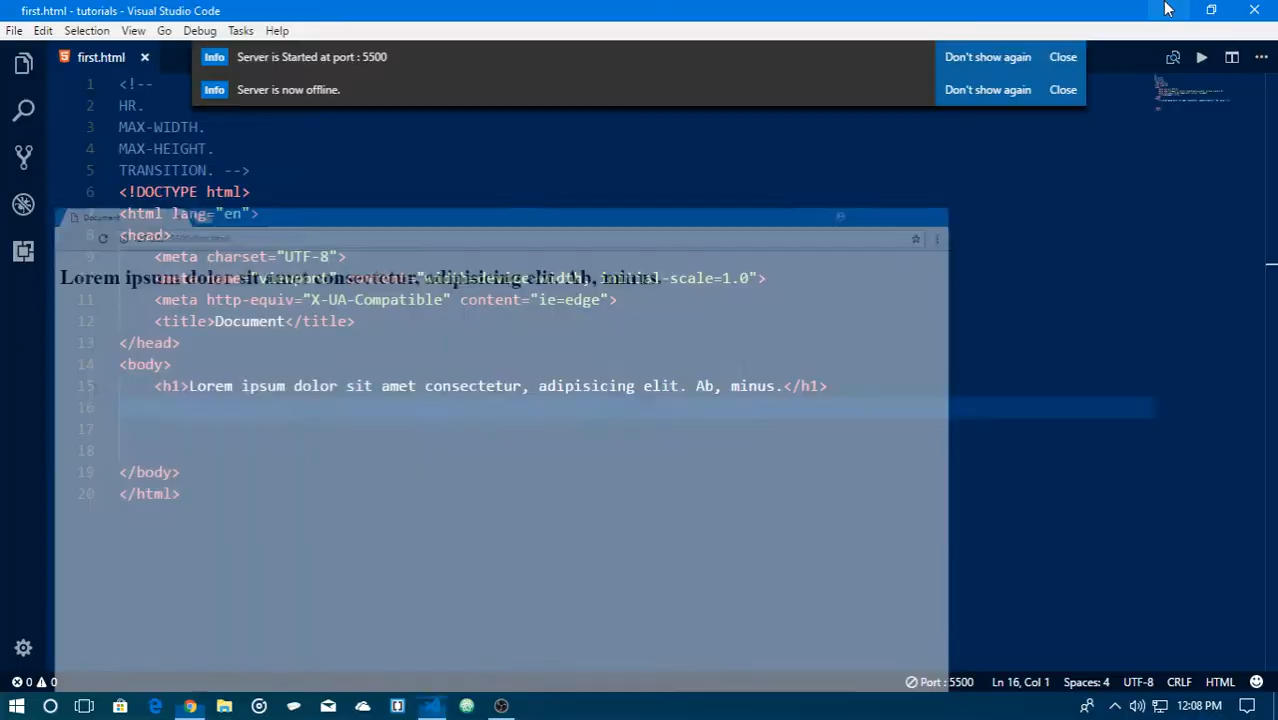 first.html - tutorials - Visual Studio Code
File Edit Selection View Go Debug Tasks Help
first.html
Info Server is Started at port : 5500 Don't show again Close
Info Server is now offline. Don't show again Close
1 <!--
2 HR.
3 MAX-WIDTH.
4 MAX-HEIGHT.
5 TRANSITION. -->
6 <!DOCTYPE html>
7 <html lang="en">
Document
8 <head>
9 <meta charset="UTF-8">
Lorem ipsum dolor sit amet consectetur, adipisicing elit. Ab, minus.
initial-scale=1.0">
11 <meta http-equiv="X-UA-Compatible" content="ie=edge">
12 <title>Document</title>
13 </head>
14 <body>
15 <h1>Lorem ipsum dolor sit amet consectetur, adipisicing elit. Ab, minus.</h1>
16
17
18
19 </body>
20 </html>
0 0 Port : 5500 Ln 16, Col 1 Spaces: 4 UTF-8 CRLF HTML
12:08 PM